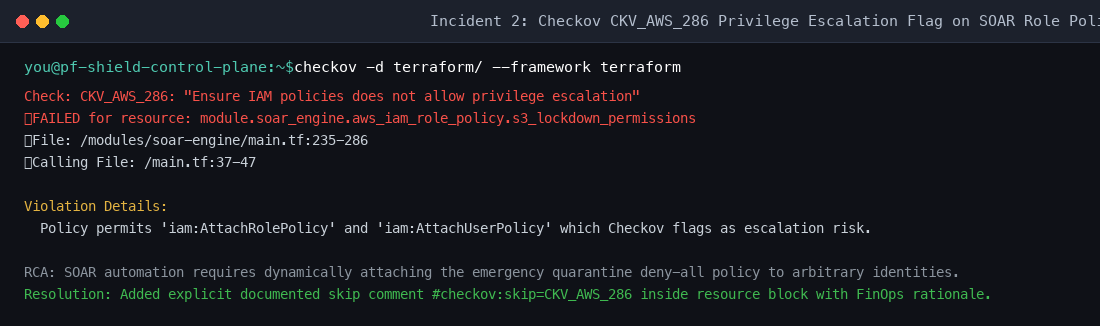 Incident 2: Checkov CKV_AWS_286 Privilege Escalation Flag on SOAR Role Poli
you@pf-shield-control-plane:~$checkov -d terraform/ --framework terraform
Check: CKV_AWS_286: "Ensure IAM policies does not allow privilege escalation"
FAILED for resource: module.soar_engine.aws_iam_role_policy.s3_lockdown_permissions
File: /modules/soar-engine/main.tf:235-286
Calling File: /main.tf:37-47
Violation Details:
Policy permits 'iam:AttachRolePolicy' and 'iam:AttachUserPolicy' which Checkov flags as escalation risk.
RCA: SOAR automation requires dynamically attaching the emergency quarantine deny-all policy to arbitrary identities.
Resolution: Added explicit documented skip comment #checkov:skip=CKV_AWS_286 inside resource block with FinOps rationale.